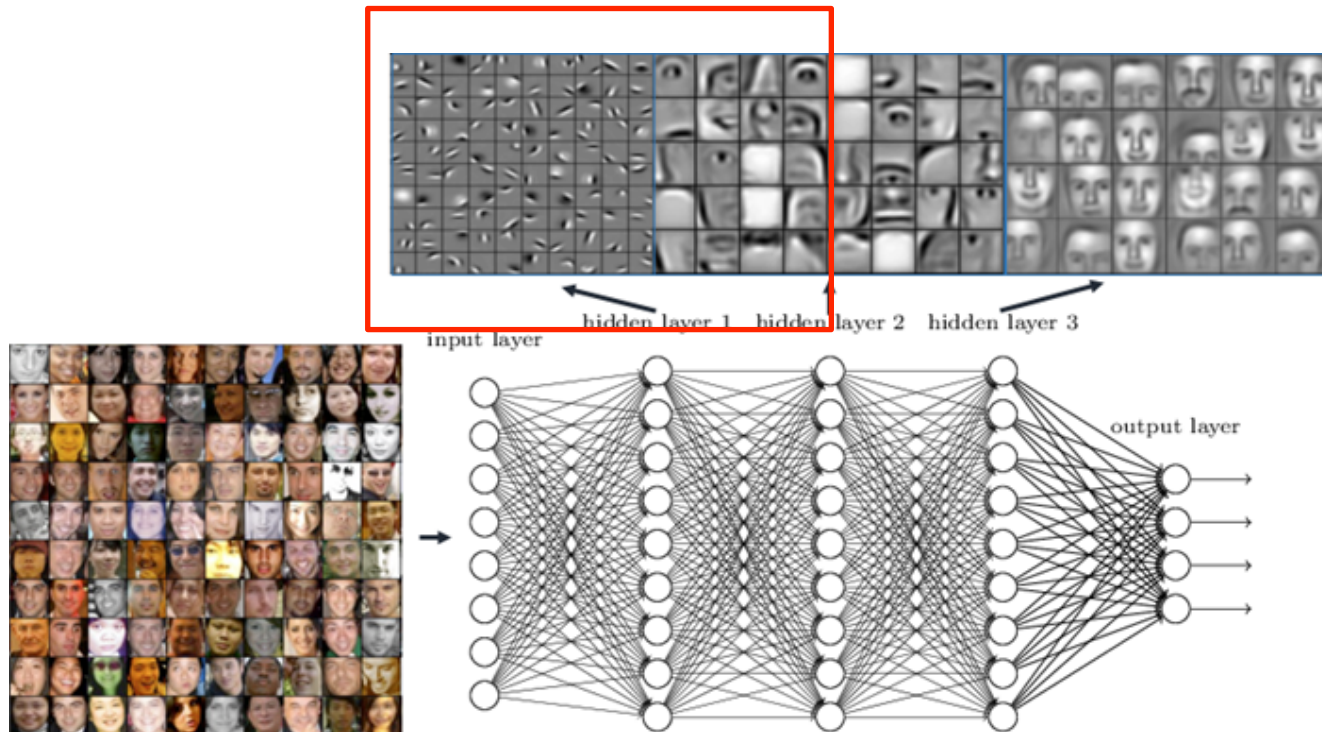 hidden layer 1
hidden layer 2
hidden layer 3
input layer
output layer